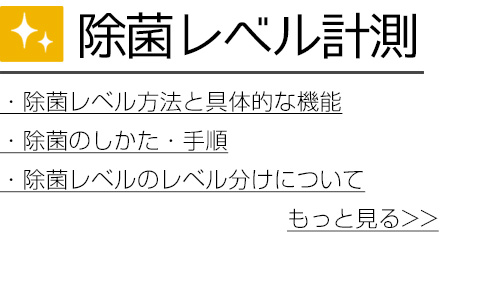 除菌レベル計測
・除菌レベル方法と具体的な機能
・除菌のしかた・手順
・除菌レベルのレベル分けについて
もっと見る>>